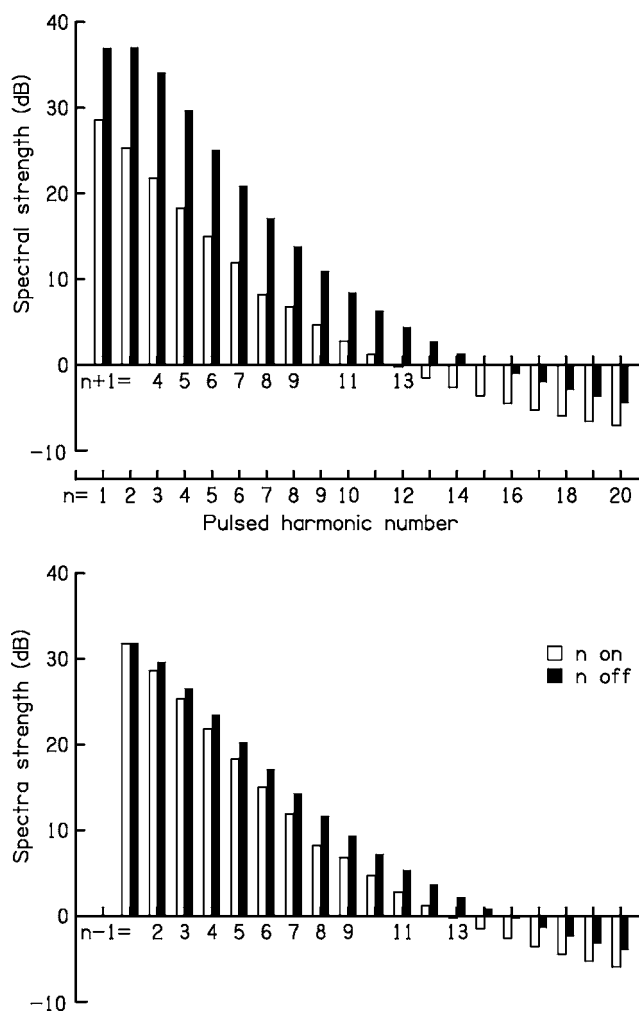 Spectral strength (dB)
40
30
20
10
0
−10
n+1= 4 5 6 7 8 9 11 13
n= 1 2 3 4 5 6 7 8 9 10 12 14 16 18 20
Pulsed harmonic number
Spectra strength (dB)
40
30
20
10
0
−10
n on
n off
n−1= 2 3 4 5 6 7 8 9 11 13